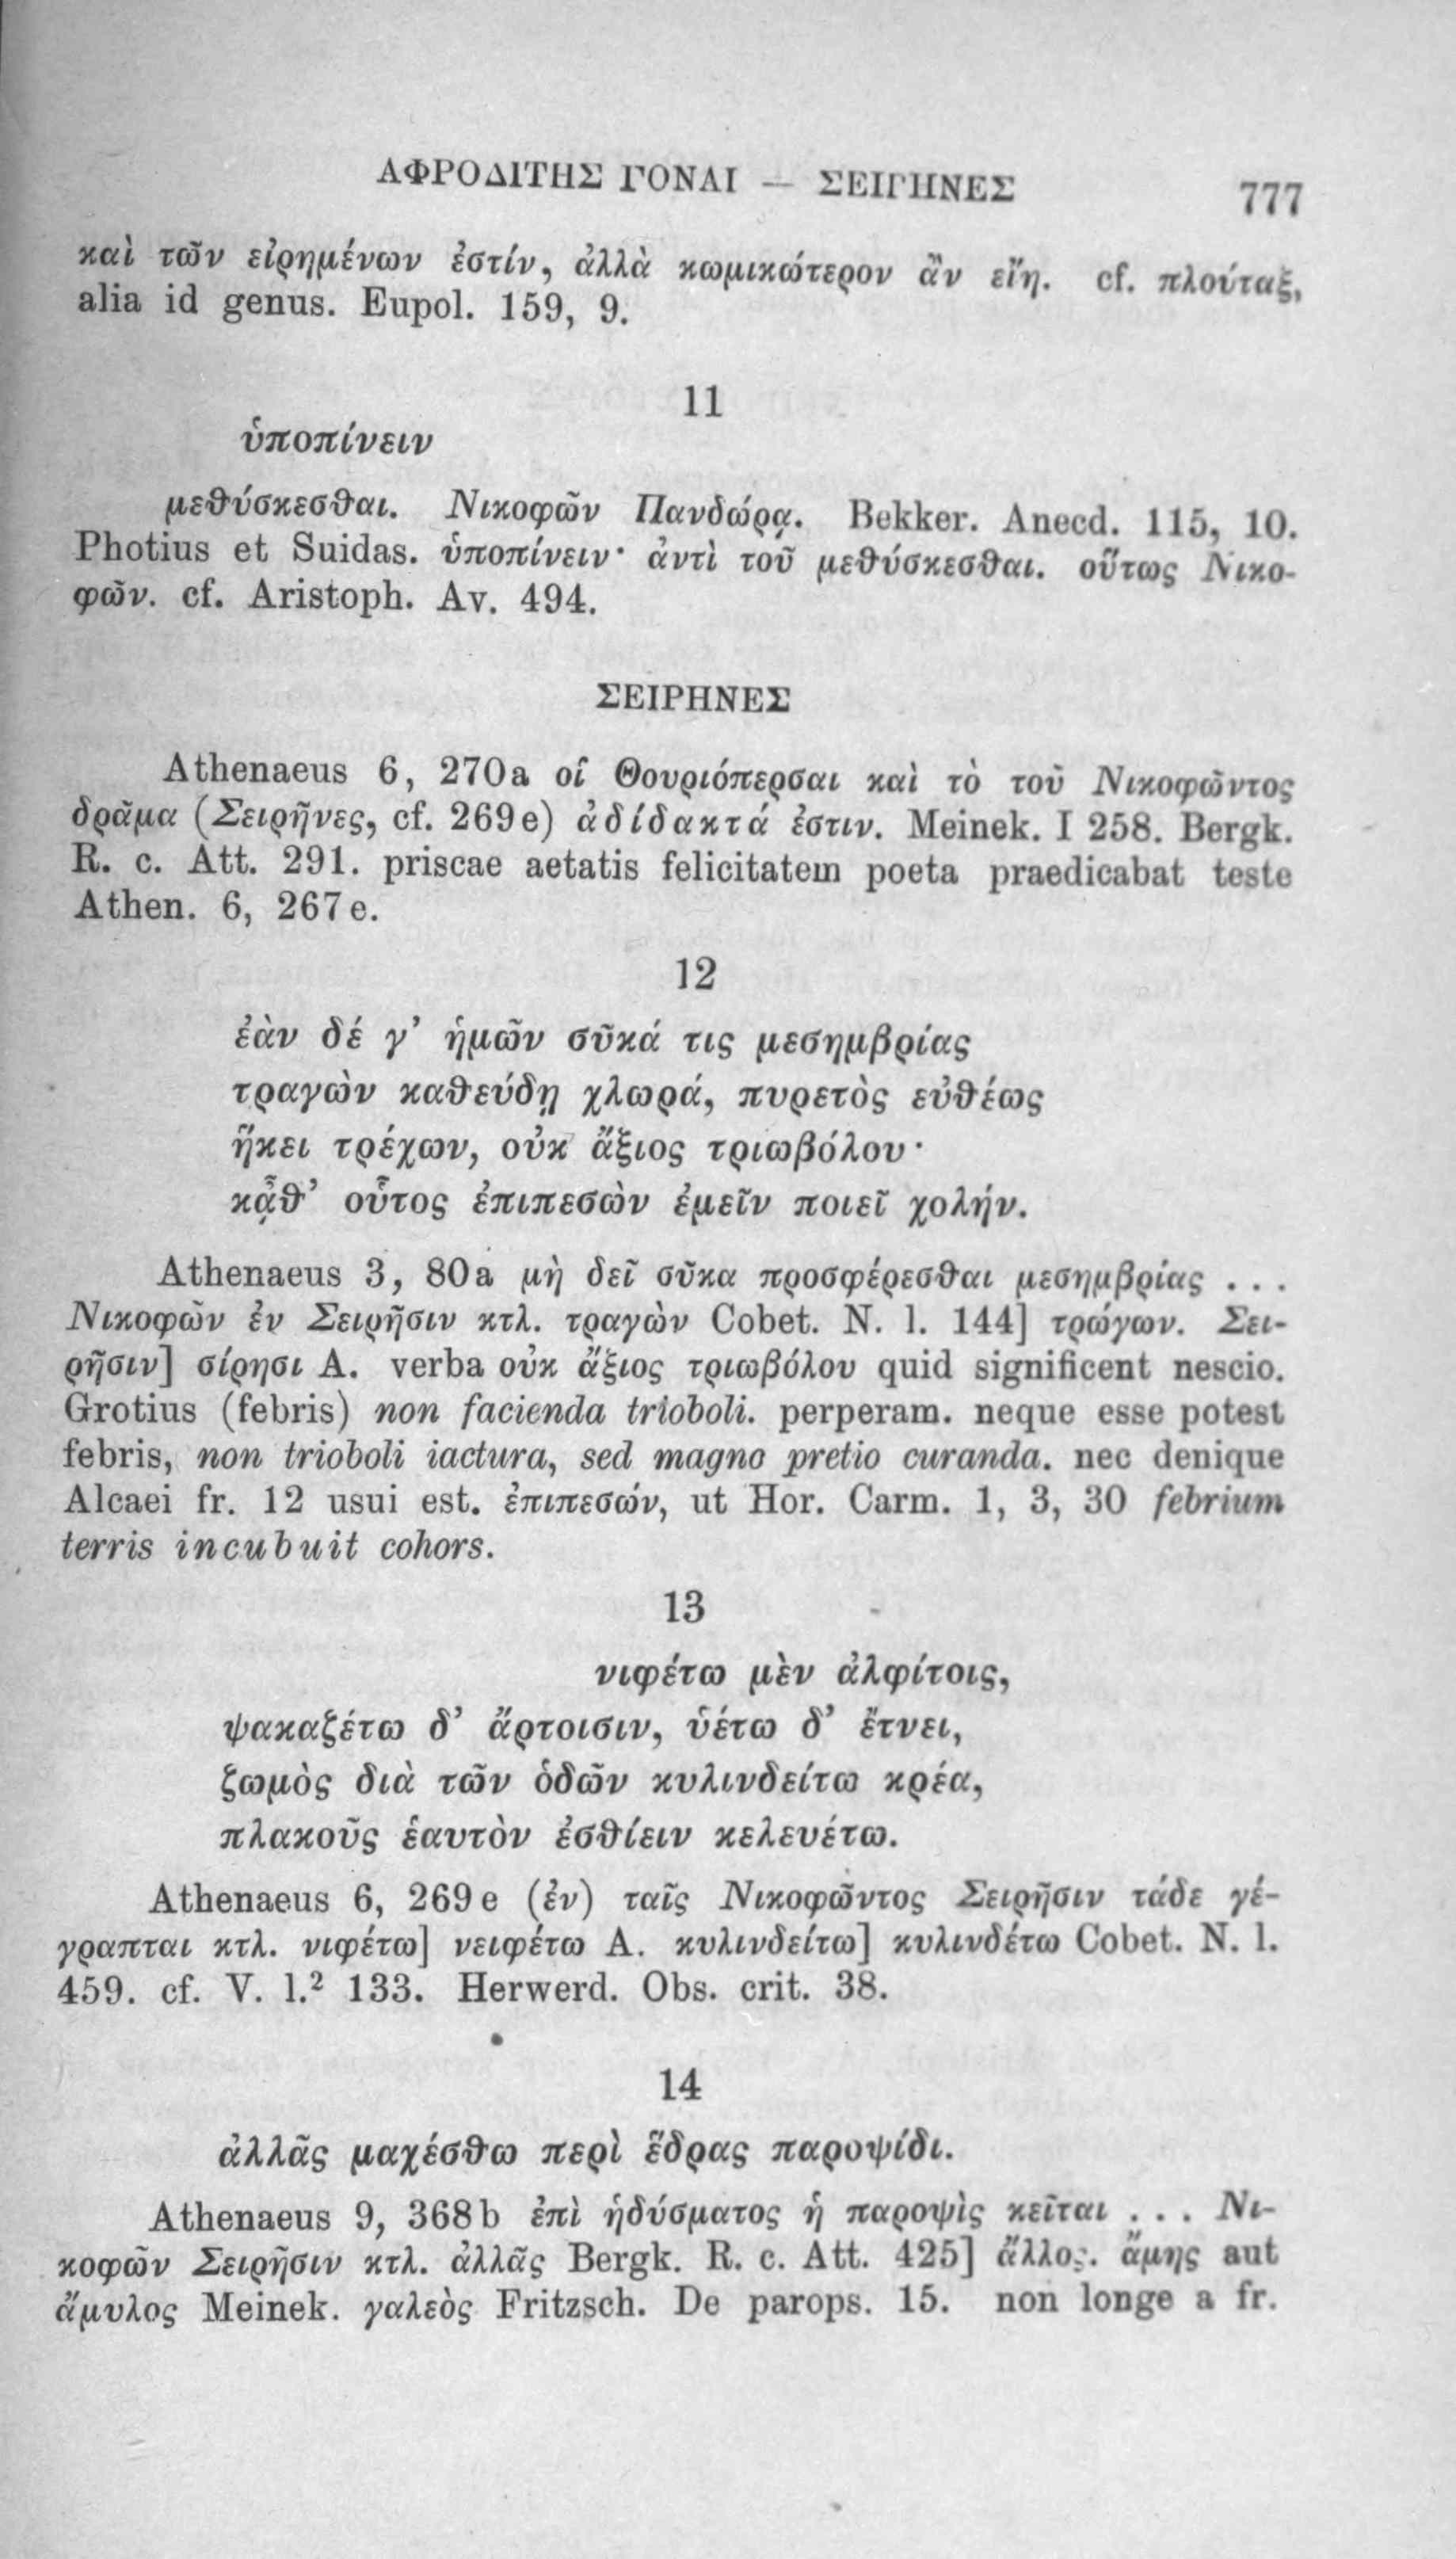 ΑΦΡΟΔΙΤΗΣ ΓΟΝΑΙ — ΣΕΙΡΗΝΕΣ 777
καὶ τῶν εἰρημένων ἐστίν, ἀλλὰ κωμικώτερον ἂν εἴη. cf. πλούταξ,
alia id genus. Eupol. 159, 9.
11
ὑποπίνειν
μεθύσκεσθαι. Νικοφῶν Πανδώρᾳ. Bekker. Anecd. 115, 10.
Photius et Suidas. ὑποπίνειν· ἀντὶ τοῦ μεθύσκεσθαι. οὕτως Νικο-
φῶν. cf. Aristoph. Av. 494.
ΣΕΙΡΗΝΕΣ
Athenaeus 6, 270a οἱ Θουριόπερσαι καὶ τὸ τοῦ Νικοφῶντος
δρᾶμα (Σειρῆνες, cf. 269e) ἀδίδακτά ἐστιν. Meinek. I 258. Bergk.
R. c. Att. 291. priscae aetatis felicitatem poeta praedicabat teste
Athen. 6, 267e.
12
ἐὰν δέ γ’ ἡμῶν σῦκά τις μεσημβρίας
τραγὼν καθεύδῃ χλωρά, πυρετὸς εὐθέως
ἥκει τρέχων, οὐκ ἄξιος τριωβόλου·
κᾆθ’ οὗτος ἐπιπεσὼν ἐμεῖν ποιεῖ χολήν.
Athenaeus 3, 80a μὴ δεῖ σῦκα προσφέρεσθαι μεσημβρίας ...
Νικοφῶν ἐν Σειρῆσιν κτλ. τραγὼν Cobet. N. l. 144] τρώγων. Σει-
ρῆσιν] σίρησι A. verba οὐκ ἄξιος τριωβόλου quid significent nescio.
Grotius (febris) non facienda trioboli. perperam. neque esse potest
febris, non trioboli iactura, sed magno pretio curanda. nec denique
Alcaei fr. 12 usui est. ἐπιπεσών, ut Hor. Carm. 1, 3, 30 febrium
terris incubuit cohors.
13
νιφέτω μὲν ἀλφίτοις,
ψακαζέτω δ’ ἄρτοισιν, ὑέτω δ’ ἔτνει,
ζωμὸς διὰ τῶν ὁδῶν κυλινδείτω κρέα,
πλακοῦς ἑαυτὸν ἐσθίειν κελευέτω.
Athenaeus 6, 269e (ἐν) ταῖς Νικοφῶντος Σειρῆσιν τάδε γέ-
γραπται κτλ. νιφέτω] νειφέτω A. κυλινδείτω] κυλινδέτω Cobet. N. l.
459. cf. V. l.² 133. Herwerd. Obs. crit. 38.
14
ἀλλᾶς μαχέσθω περὶ ἕδρας παροψίδι.
Athenaeus 9, 368b ἐπὶ ἡδύσματος ἡ παροψὶς κεῖται ... Νι-
κοφῶν Σειρῆσιν κτλ. ἀλλᾶς Bergk. R. c. Att. 425] ἄλλος. ἄμης aut
ἄμυλος Meinek. γαλεὸς Fritzsch. De parops. 15. non longe a fr.